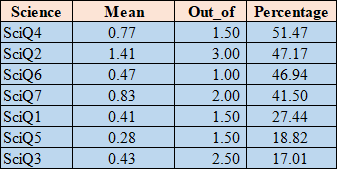 Science Mean Out_of Percentage
SciQ4 0.77 1.50 51.47
SciQ2 1.41 3.00 47.17
SciQ6 0.47 1.00 46.94
SciQ7 0.83 2.00 41.50
SciQ1 0.41 1.50 27.44
SciQ5 0.28 1.50 18.82
SciQ3 0.43 2.50 17.01